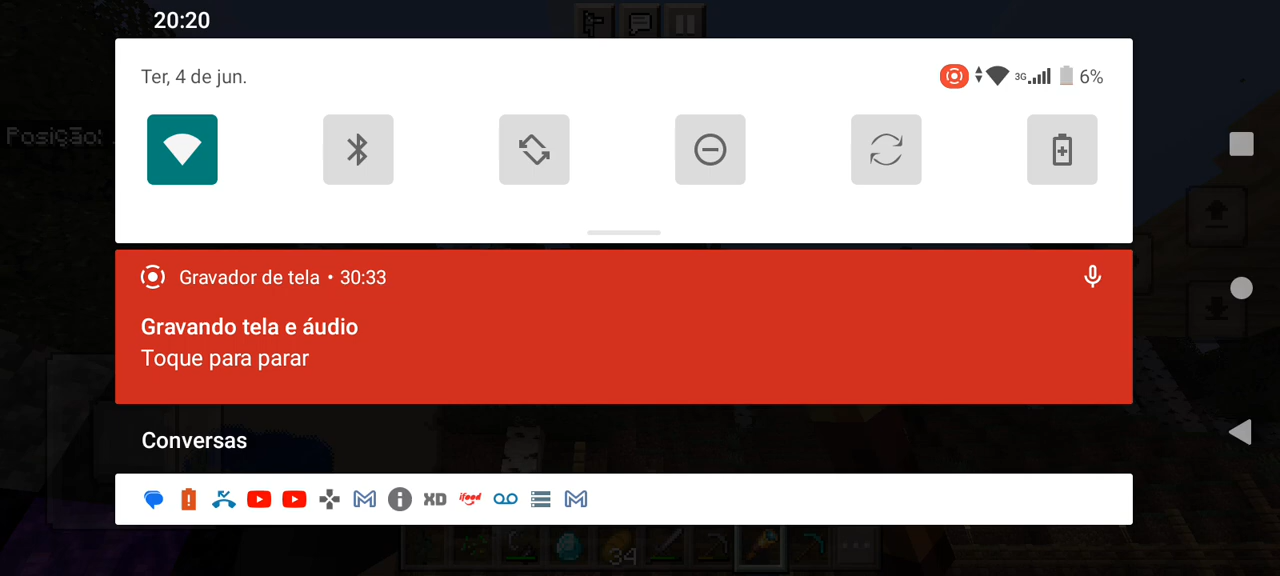 20:20
Ter, 4 de jun.
3G
6%
Posição:
Gravador de tela • 30:33
Gravando tela e áudio
Toque para parar
Conversas
XD
ifood
34